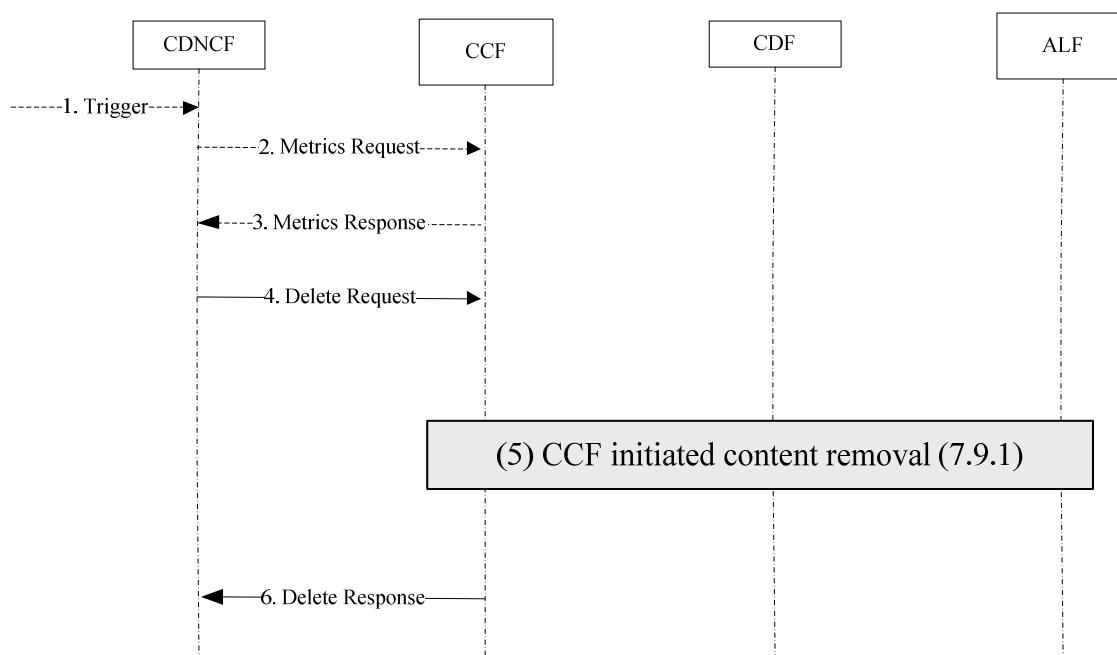 CDNCF
CCF
CDF
ALF
1. Trigger
2. Metrics Request
3. Metrics Response
4. Delete Request
(5) CCF initiated content removal (7.9.1)
6. Delete Response